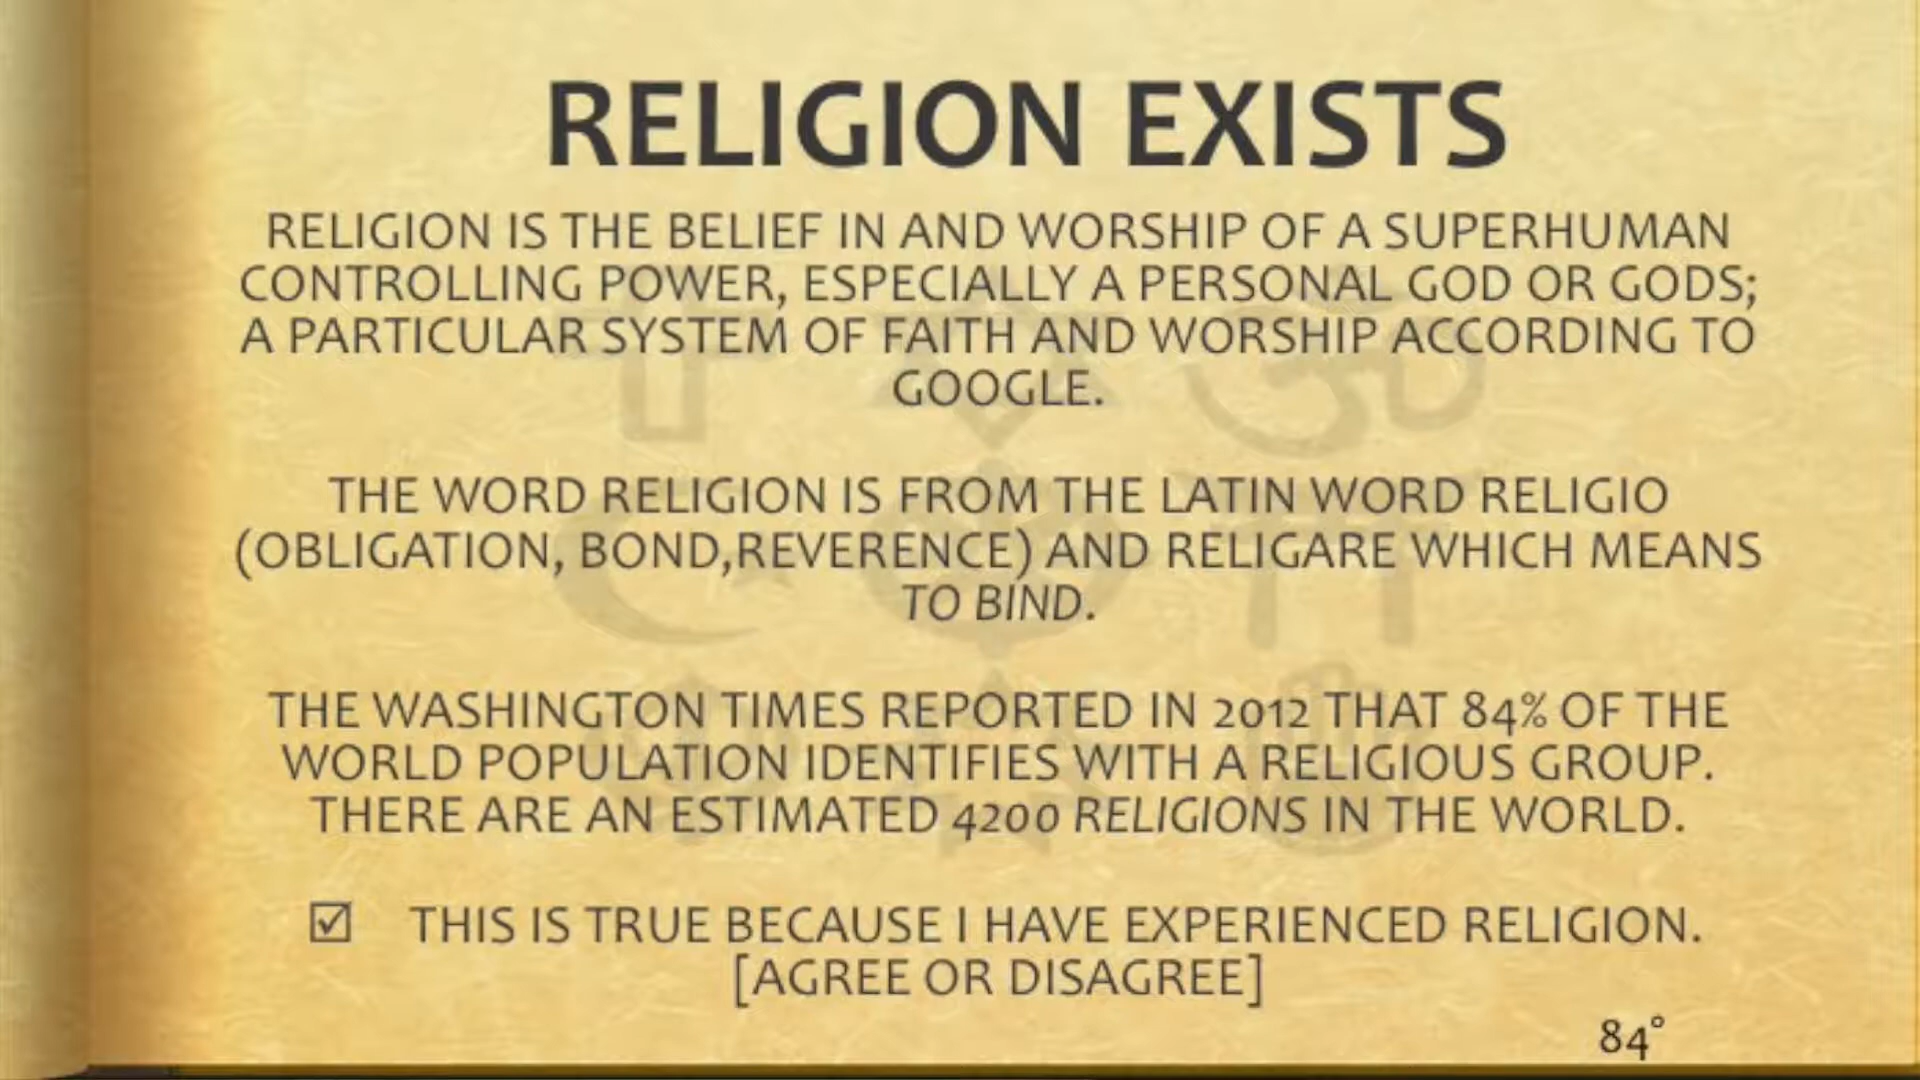 RELIGION EXISTS
RELIGION IS THE BELIEF IN AND WORSHIP OF A SUPERHUMAN
CONTROLLING POWER, ESPECIALLY A PERSONAL GOD OR GODS;
A PARTICULAR SYSTEM OF FAITH AND WORSHIP ACCORDING TO
GOOGLE.
THE WORD RELIGION IS FROM THE LATIN WORD RELIGIO
(OBLIGATION, BOND,REVERENCE) AND RELIGARE WHICH MEANS
TO BIND.
THE WASHINGTON TIMES REPORTED IN 2012 THAT 84% OF THE
WORLD POPULATION IDENTIFIES WITH A RELIGIOUS GROUP.
THERE ARE AN ESTIMATED 4200 RELIGIONS IN THE WORLD.
☑ THIS IS TRUE BECAUSE I HAVE EXPERIENCED RELIGION.
[AGREE OR DISAGREE]
84°